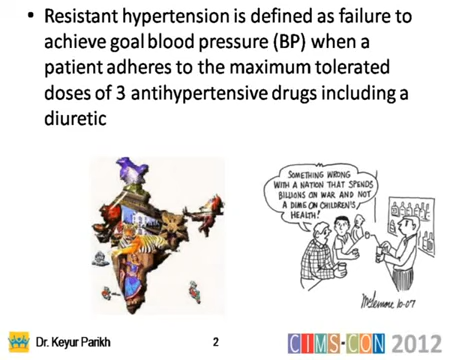 • Resistant hypertension is defined as failure to
achieve goal blood pressure (BP) when a
patient adheres to the maximum tolerated
doses of 3 antihypertensive drugs including a
diuretic
SOMETHING WRONG
WITH A NATION THAT SPENDS
BILLIONS ON WAR AND NOT
A DIME ON CHILDREN'S
HEALTH!
Dr. Keyur Parikh
2
CIMS-CON 2012